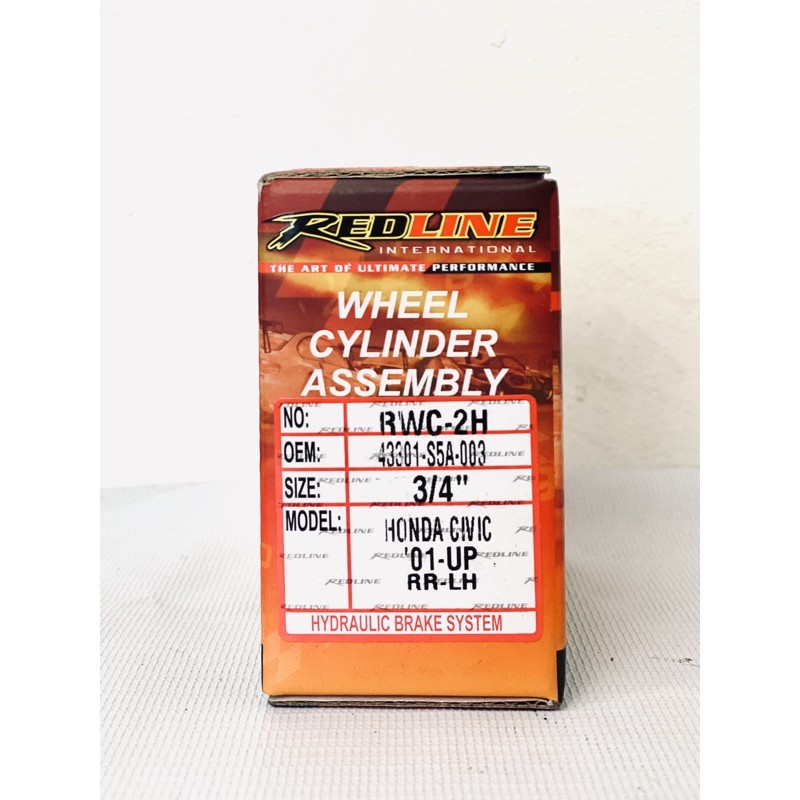 REDLINE
INTERNATIONAL
THE ART OF ULTIMATE PERFORMANCE
WHEEL
CYLINDER
ASSEMBLY
NO: RWC-2H
OEM: 43301-S5A-003
SIZE: 3/4"
MODEL: HONDA CIVIC
'01-UP
RR-LH
HYDRAULIC BRAKE SYSTEM